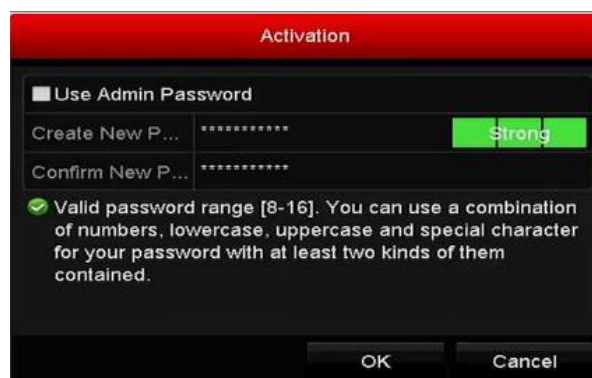 Activation
Use Admin Password
Create New P... *********** Strong
Confirm New P... ***********
Valid password range [8-16]. You can use a combination
of numbers, lowercase, uppercase and special character
for your password with at least two kinds of them
contained.
OK Cancel